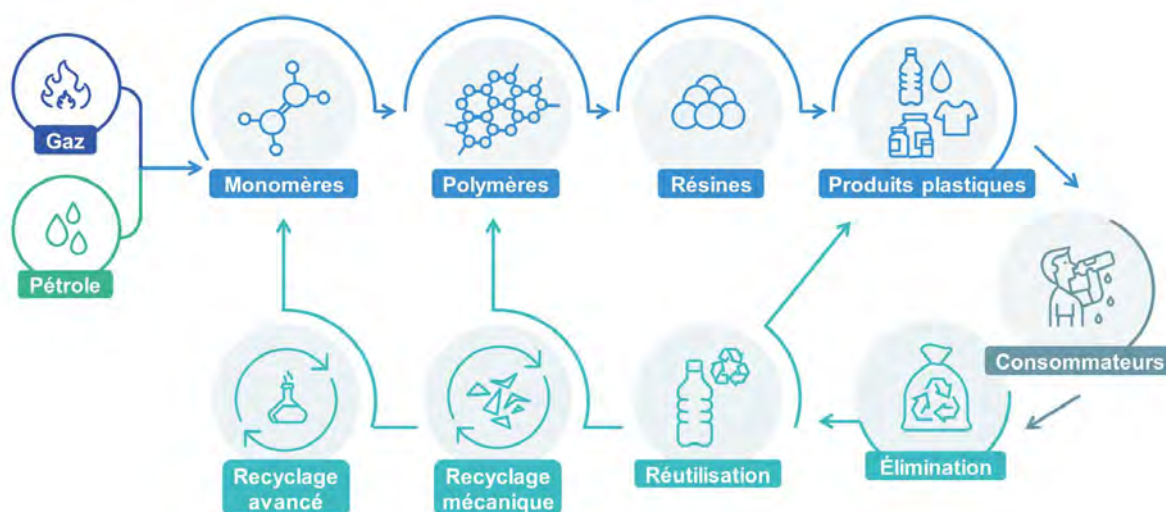 Gaz
Pétrole
Monomères
Polymères
Résines
Produits plastiques
Consommateurs
Élimination
Réutilisation
Recyclage
mécanique
Recyclage
avancé